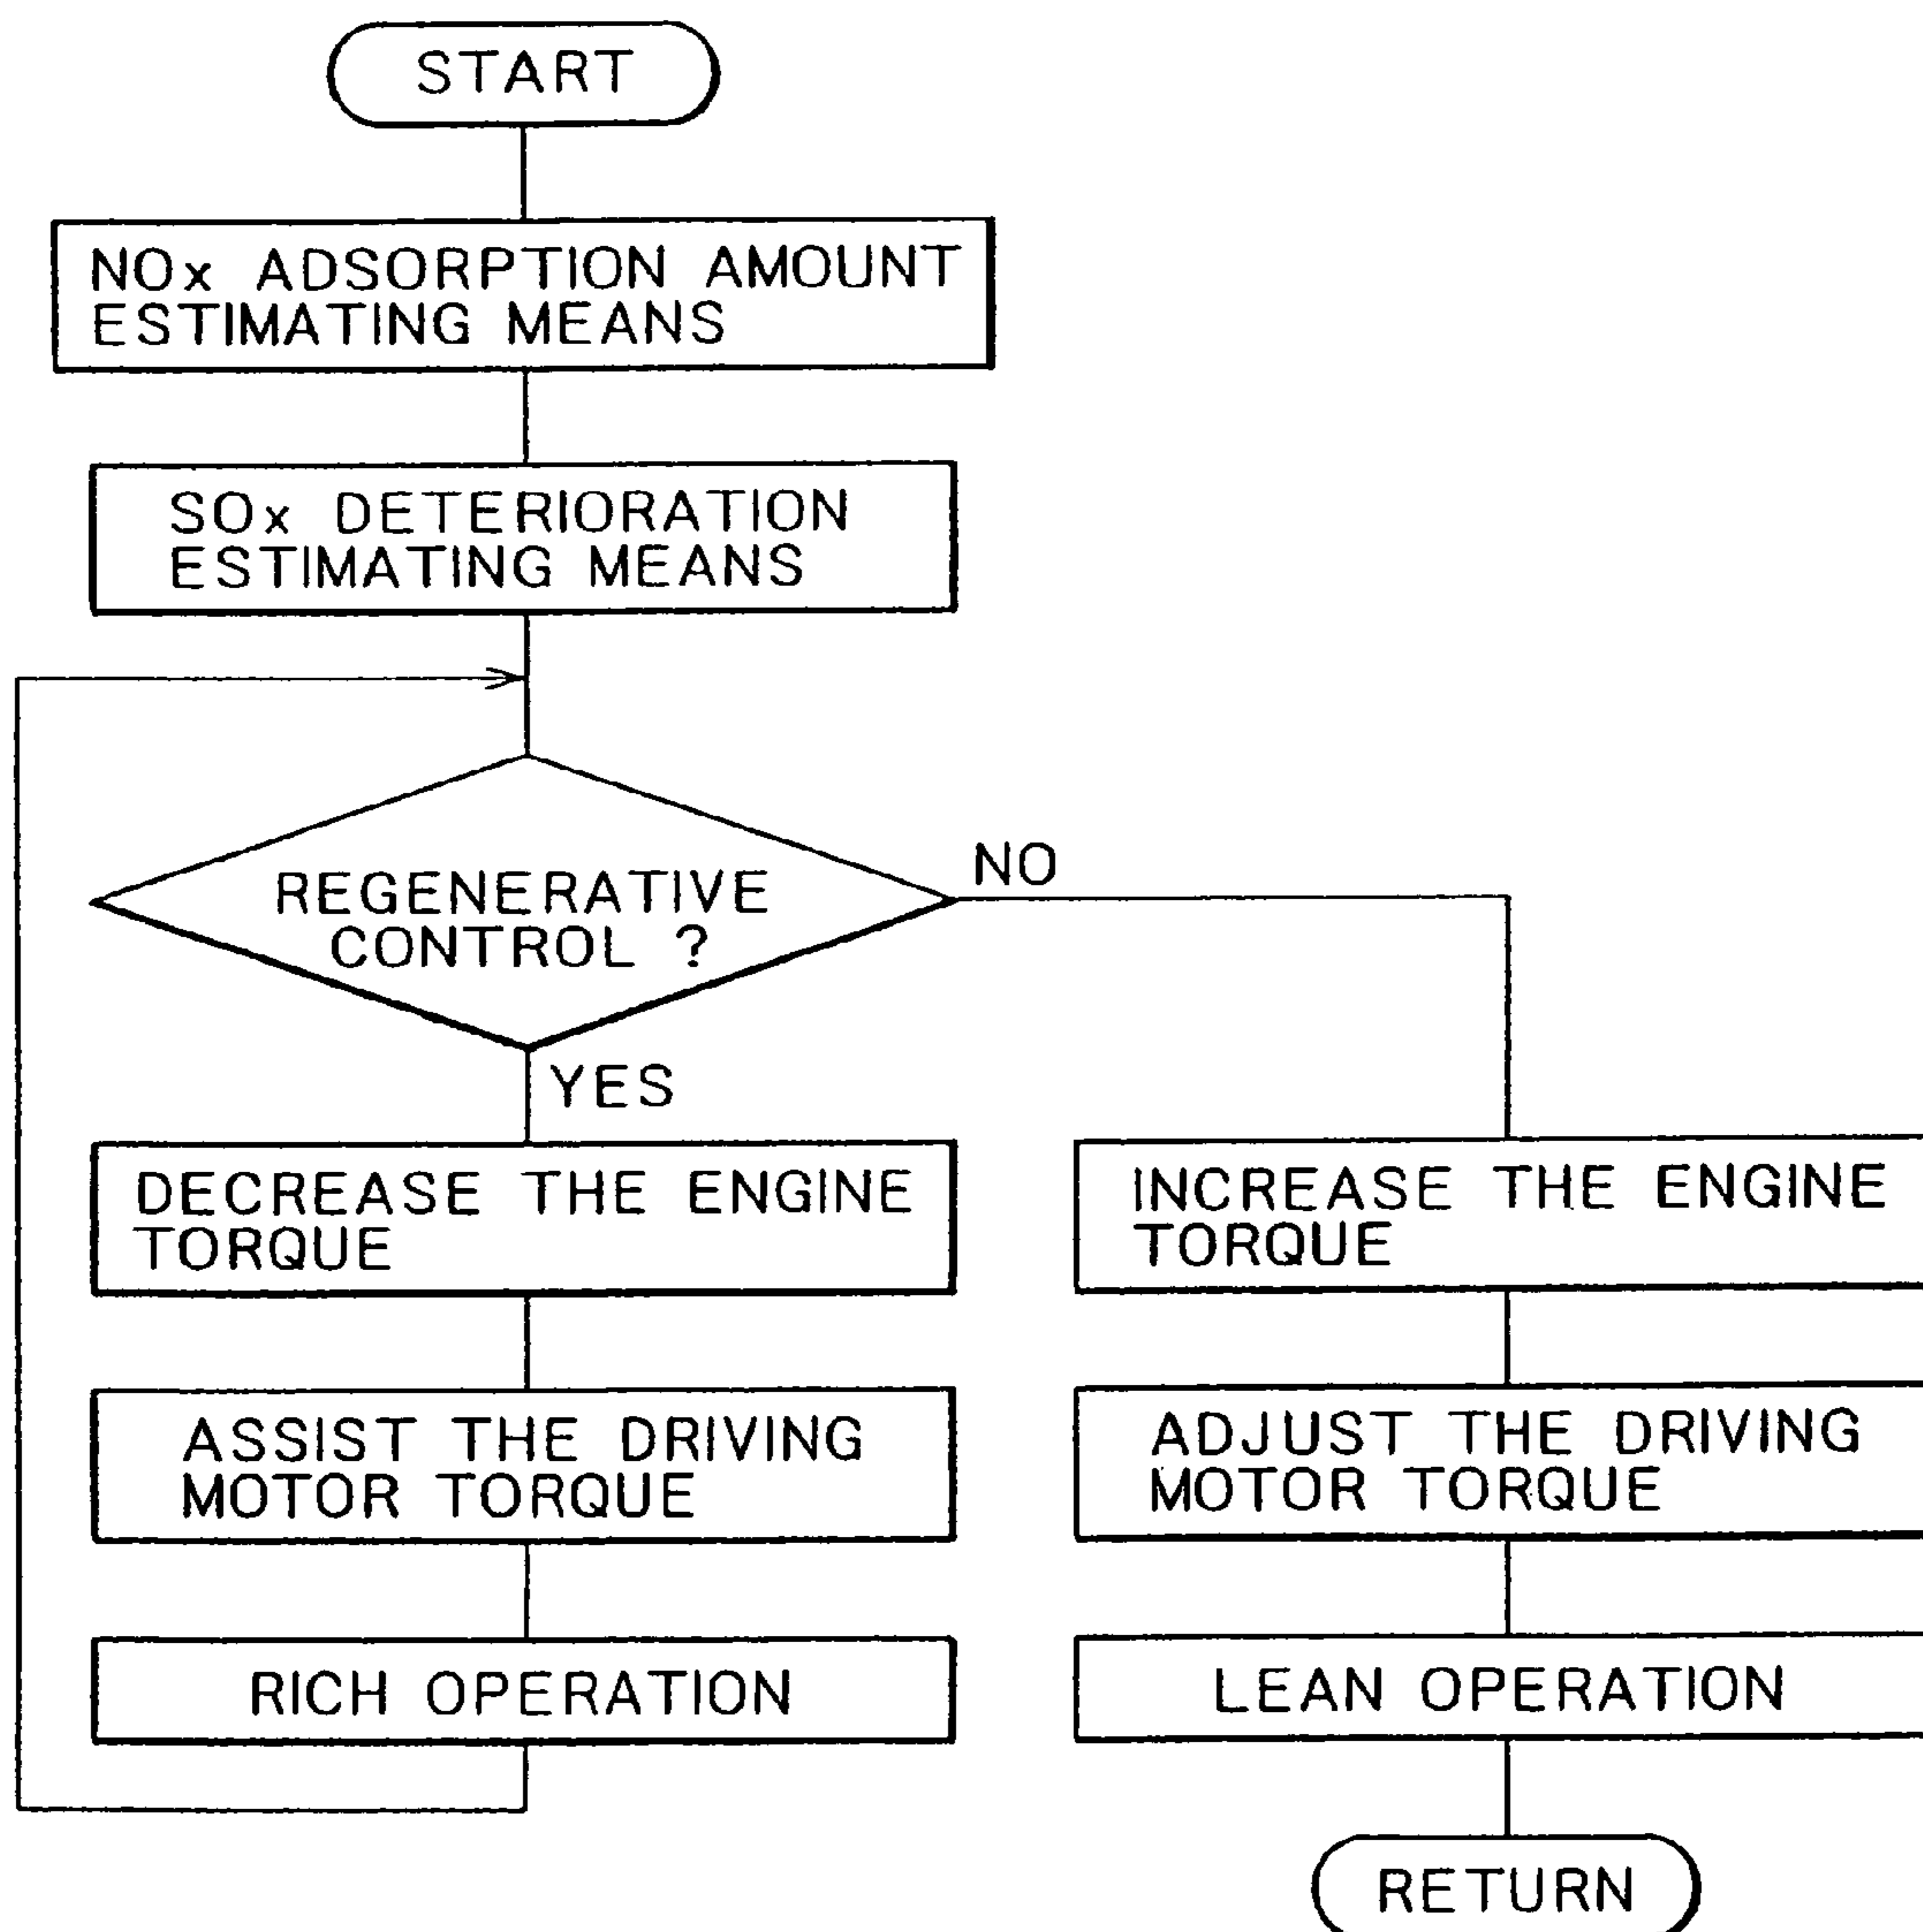 START
NOx ADSORPTION AMOUNT
ESTIMATING MEANS
SOx DETERIORATION
ESTIMATING MEANS
REGENERATIVE
CONTROL ?
NO
YES
DECREASE THE ENGINE
TORQUE
ASSIST THE DRIVING
MOTOR TORQUE
RICH OPERATION
INCREASE THE ENGINE
TORQUE
ADJUST THE DRIVING
MOTOR TORQUE
LEAN OPERATION
RETURN